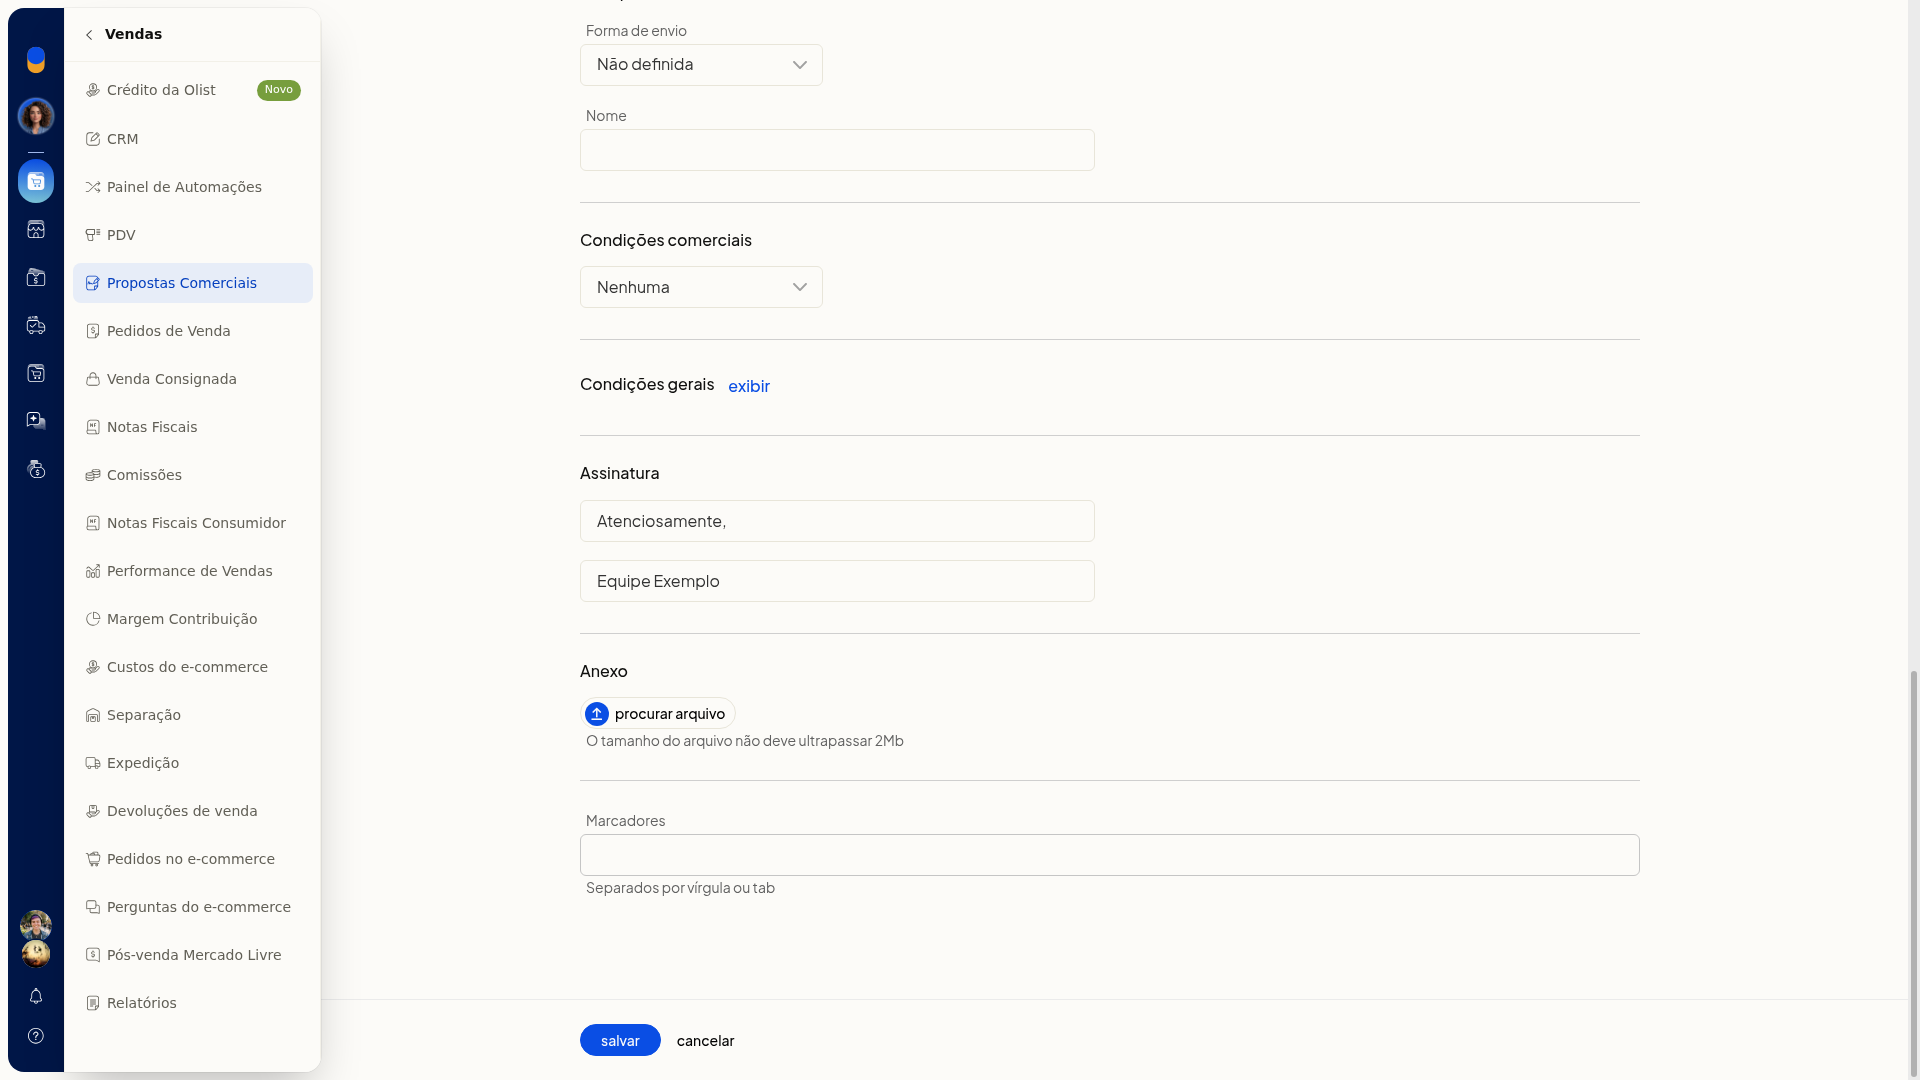 Vendas
Crédito da Olist
Novo
CRM
Painel de Automações
PDV
Propostas Comerciais
Pedidos de Venda
Venda Consignada
Notas Fiscais
Comissões
Notas Fiscais Consumidor
Performance de Vendas
Margem Contribuição
Custos do e-commerce
Separação
Expedição
Devoluções de venda
Pedidos no e-commerce
Perguntas do e-commerce
Pós-venda Mercado Livre
Relatórios
Forma de envio
Não definida
Nome
Condições comerciais
Nenhuma
Condições gerais exibir
Assinatura
Atenciosamente,
Equipe Exemplo
Anexo
procurar arquivo
O tamanho do arquivo não deve ultrapassar 2Mb
Marcadores
Separados por vírgula ou tab
salvar cancelar